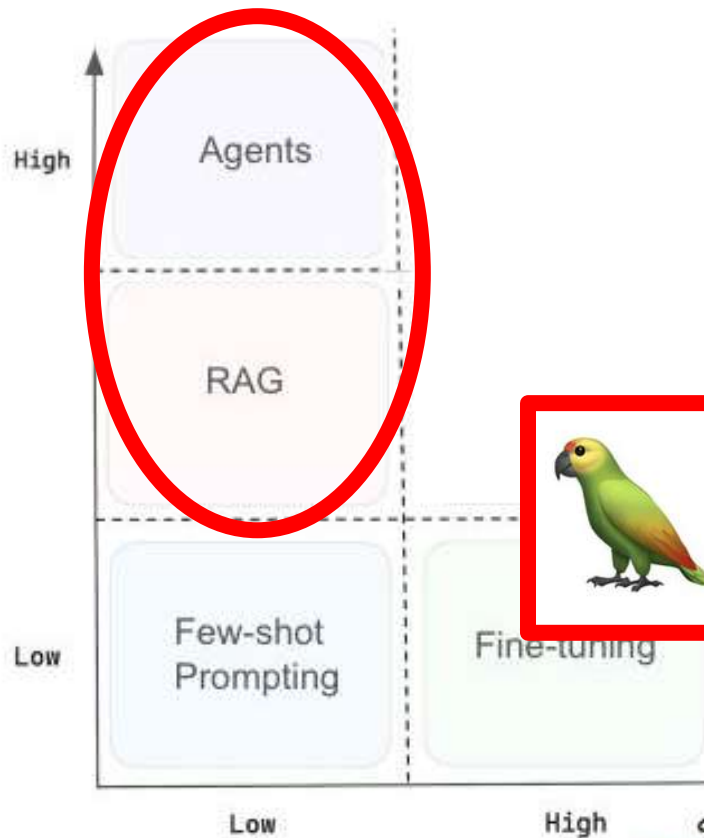 High
Agents
RAG
Low
Few-shot
Prompting
Fine-tuning
Low
High